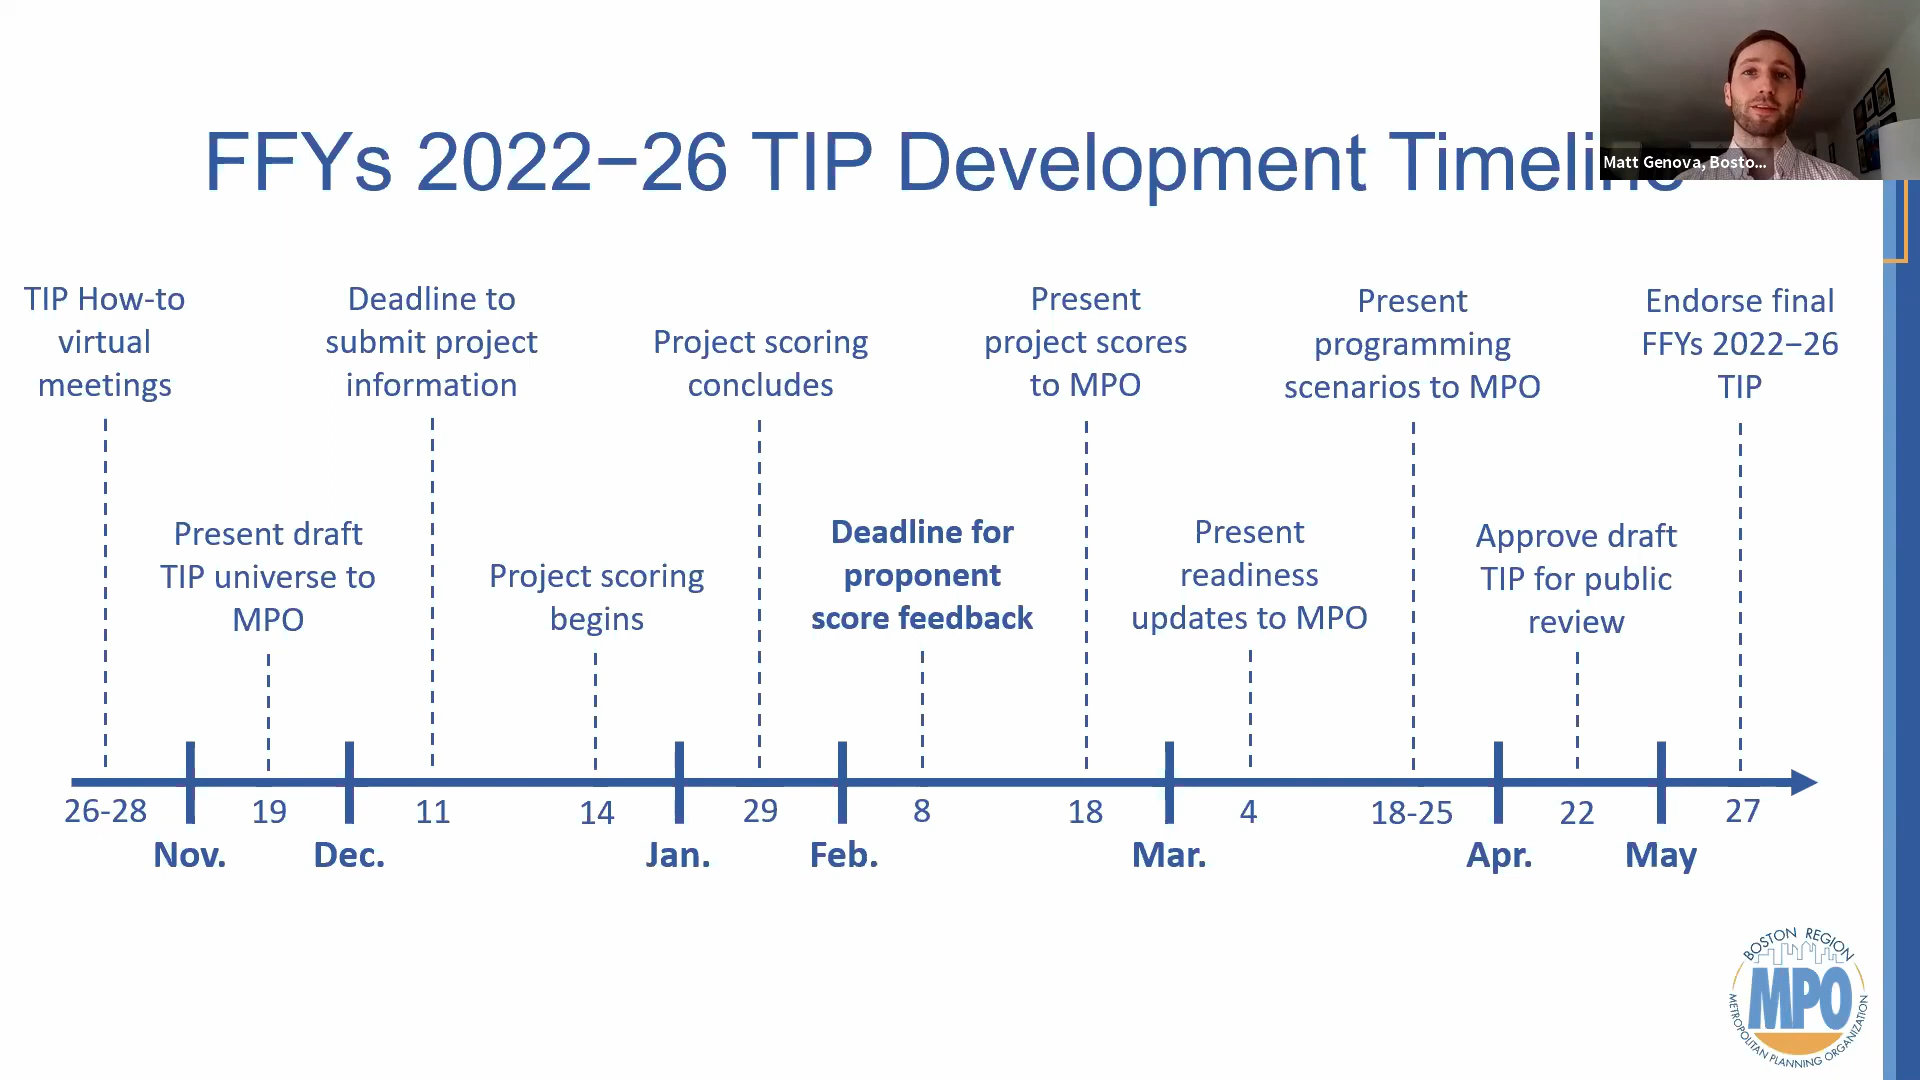 FFYs 2022–26 TIP Development Timeline
Matt Genova, Bosto...
TIP How-to
virtual
meetings
Deadline to
submit project
information
Project scoring
concludes
Present
project scores
to MPO
Present
programming
scenarios to MPO
Endorse final
FFYs 2022–26
TIP
Present draft
TIP universe to
MPO
Project scoring
begins
Deadline for
proponent
score feedback
Present
readiness
updates to MPO
Approve draft
TIP for public
review
26-28
19
11
14
29
8
18
4
18-25
22
27
Nov.
Dec.
Jan.
Feb.
Mar.
Apr.
May
BOSTON REGION
MPO
METROPOLITAN PLANNING ORGANIZATION